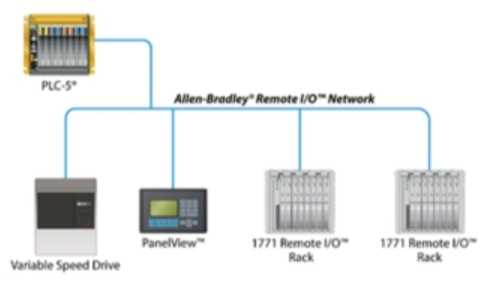 PLC-5®
Allen-Bradley® Remote I/O™ Network
Variable Speed Drive
PanelView™
1771 Remote I/O™
Rack
1771 Remote I/O™
Rack